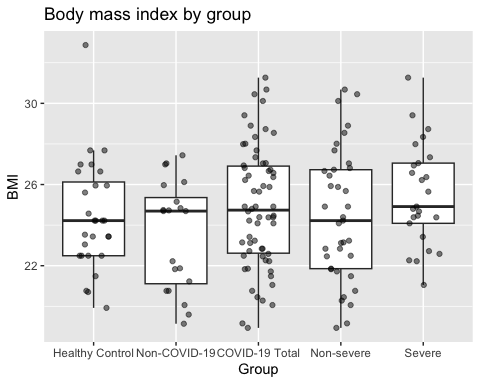 Body mass index by group
BMI
30
26
22
Healthy Control Non-COVID-19 COVID-19 Total Non-severe Severe
Group